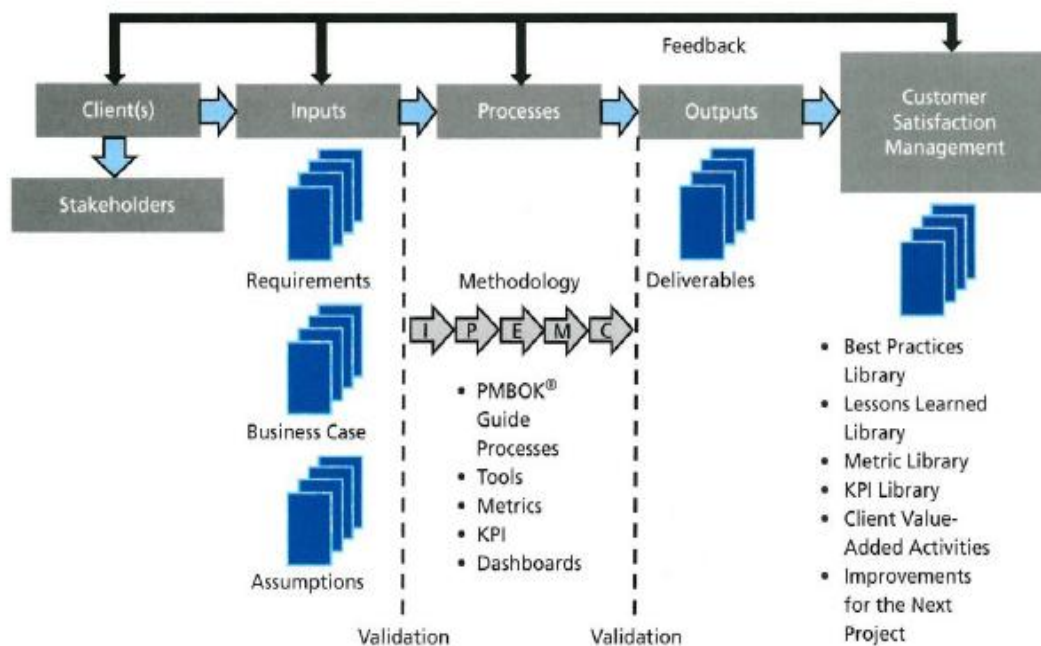 Feedback
Client(s)
Inputs
Processes
Outputs
Customer
Satisfaction
Management
Stakeholders
Requirements
Methodology
Deliverables
I P E M C
Business Case
Assumptions
• PMBOK®
Guide
Processes
• Tools
• Metrics
• KPI
• Dashboards
• Best Practices
Library
• Lessons Learned
Library
• Metric Library
• KPI Library
• Client Value-
Added Activities
• Improvements
for the Next
Project
Validation
Validation